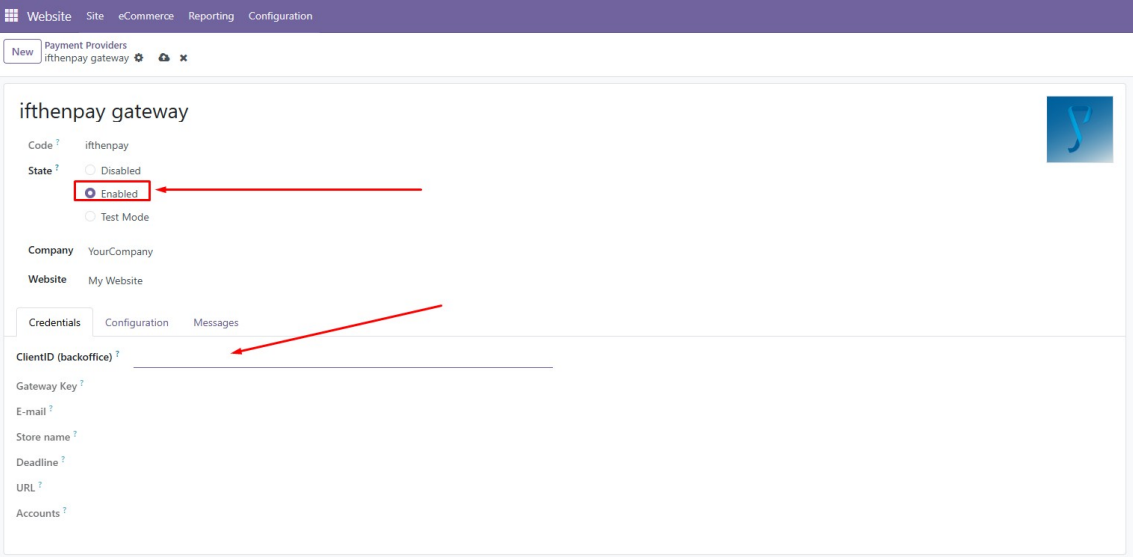 Website Site eCommerce Reporting Configuration
New Payment Providers
ifthenpay gateway
ifthenpay gateway
Code ? ifthenpay
State ? Disabled
Enabled
Test Mode
Company YourCompany
Website My Website
Credentials Configuration Messages
ClientID (backoffice) ?
Gateway Key ?
E-mail ?
Store name ?
Deadline ?
URL ?
Accounts ?